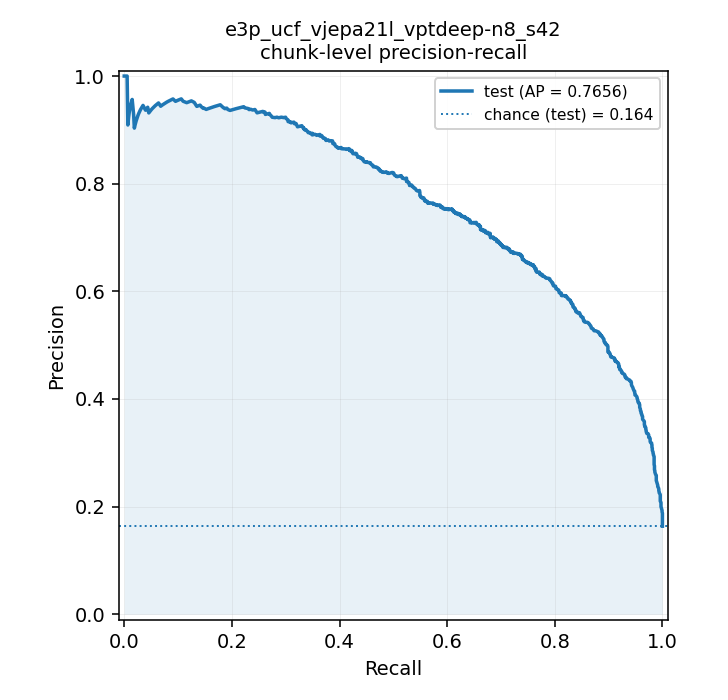 e3p_ucf_vjepa21l_vptdeep-n8_s42
chunk-level precision-recall
test (AP = 0.7656)
chance (test) = 0.164
Precision
1.0
0.8
0.6
0.4
0.2
0.0
0.0 0.2 0.4 0.6 0.8 1.0
Recall